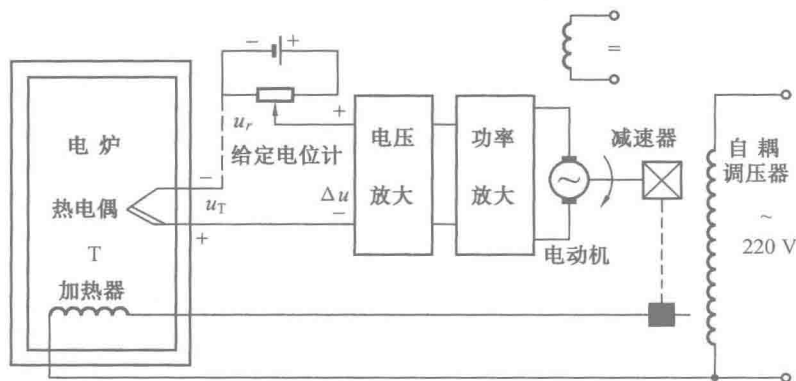 − +
=
电 炉
u_r
+
给定电位计
电压
放大
功率
放大
减速器
自 耦
调压器
~
220 V
−
热电偶
u_T
Δu
−
+
~
电动机
T
加热器